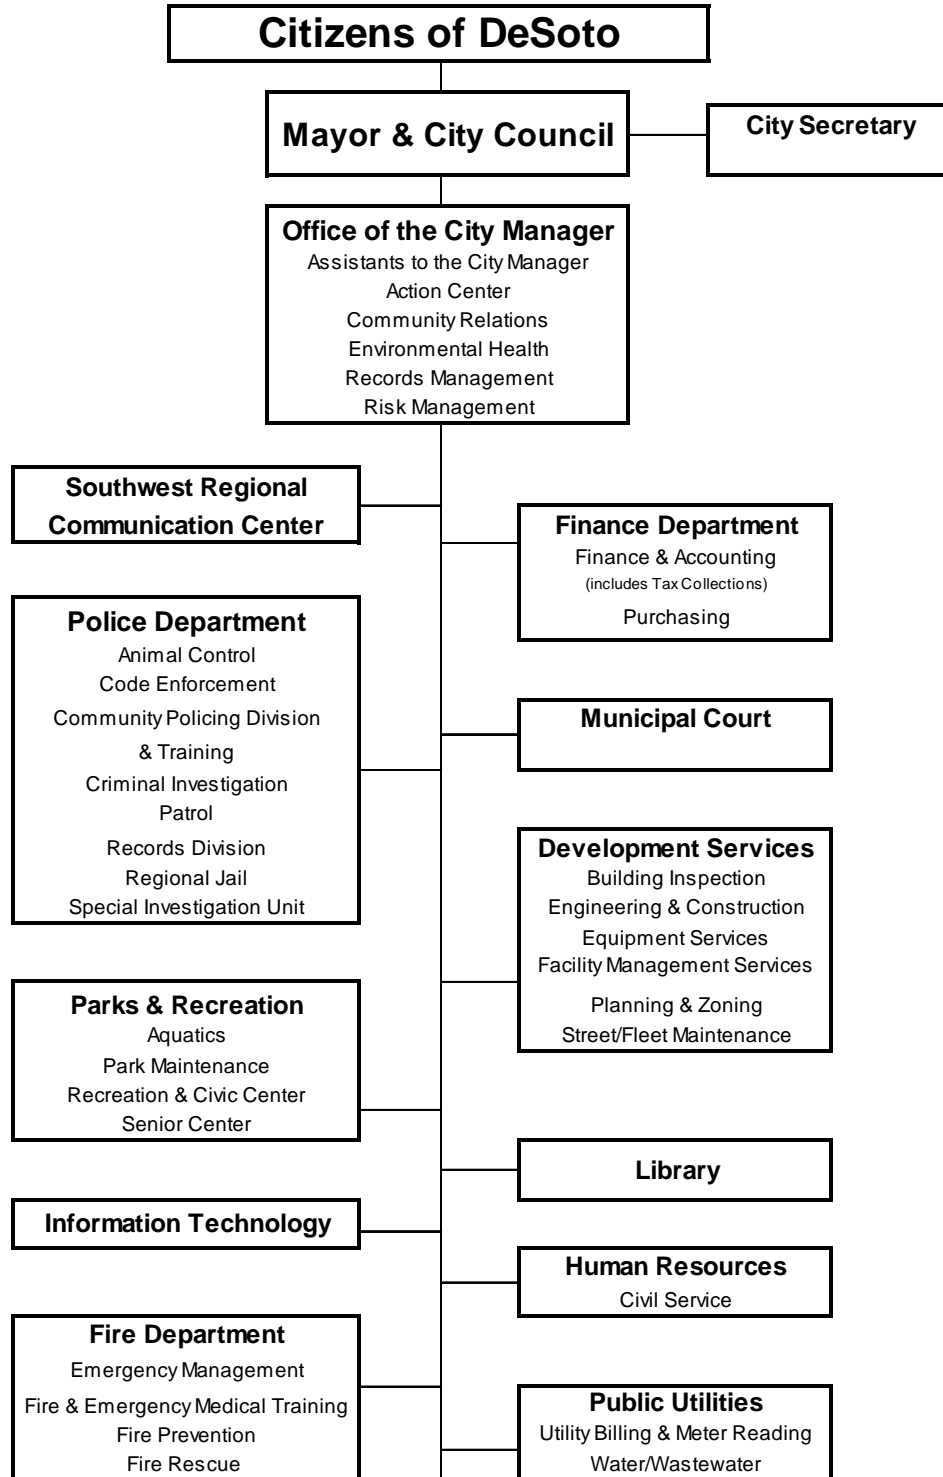 Citizens of DeSoto
Mayor & City Council
City Secretary
Office of the City Manager
Assistants to the City Manager
Action Center
Community Relations
Environmental Health
Records Management
Risk Management
Southwest Regional
Communication Center
Finance Department
Finance & Accounting
(includes Tax Collections)
Purchasing
Police Department
Animal Control
Code Enforcement
Community Policing Division
& Training
Criminal Investigation
Patrol
Records Division
Regional Jail
Special Investigation Unit
Municipal Court
Development Services
Building Inspection
Engineering & Construction
Equipment Services
Facility Management Services
Planning & Zoning
Street/Fleet Maintenance
Parks & Recreation
Aquatics
Park Maintenance
Recreation & Civic Center
Senior Center
Library
Information Technology
Human Resources
Civil Service
Fire Department
Emergency Management
Fire & Emergency Medical Training
Fire Prevention
Fire Rescue
Public Utilities
Utility Billing & Meter Reading
Water/Wastewater